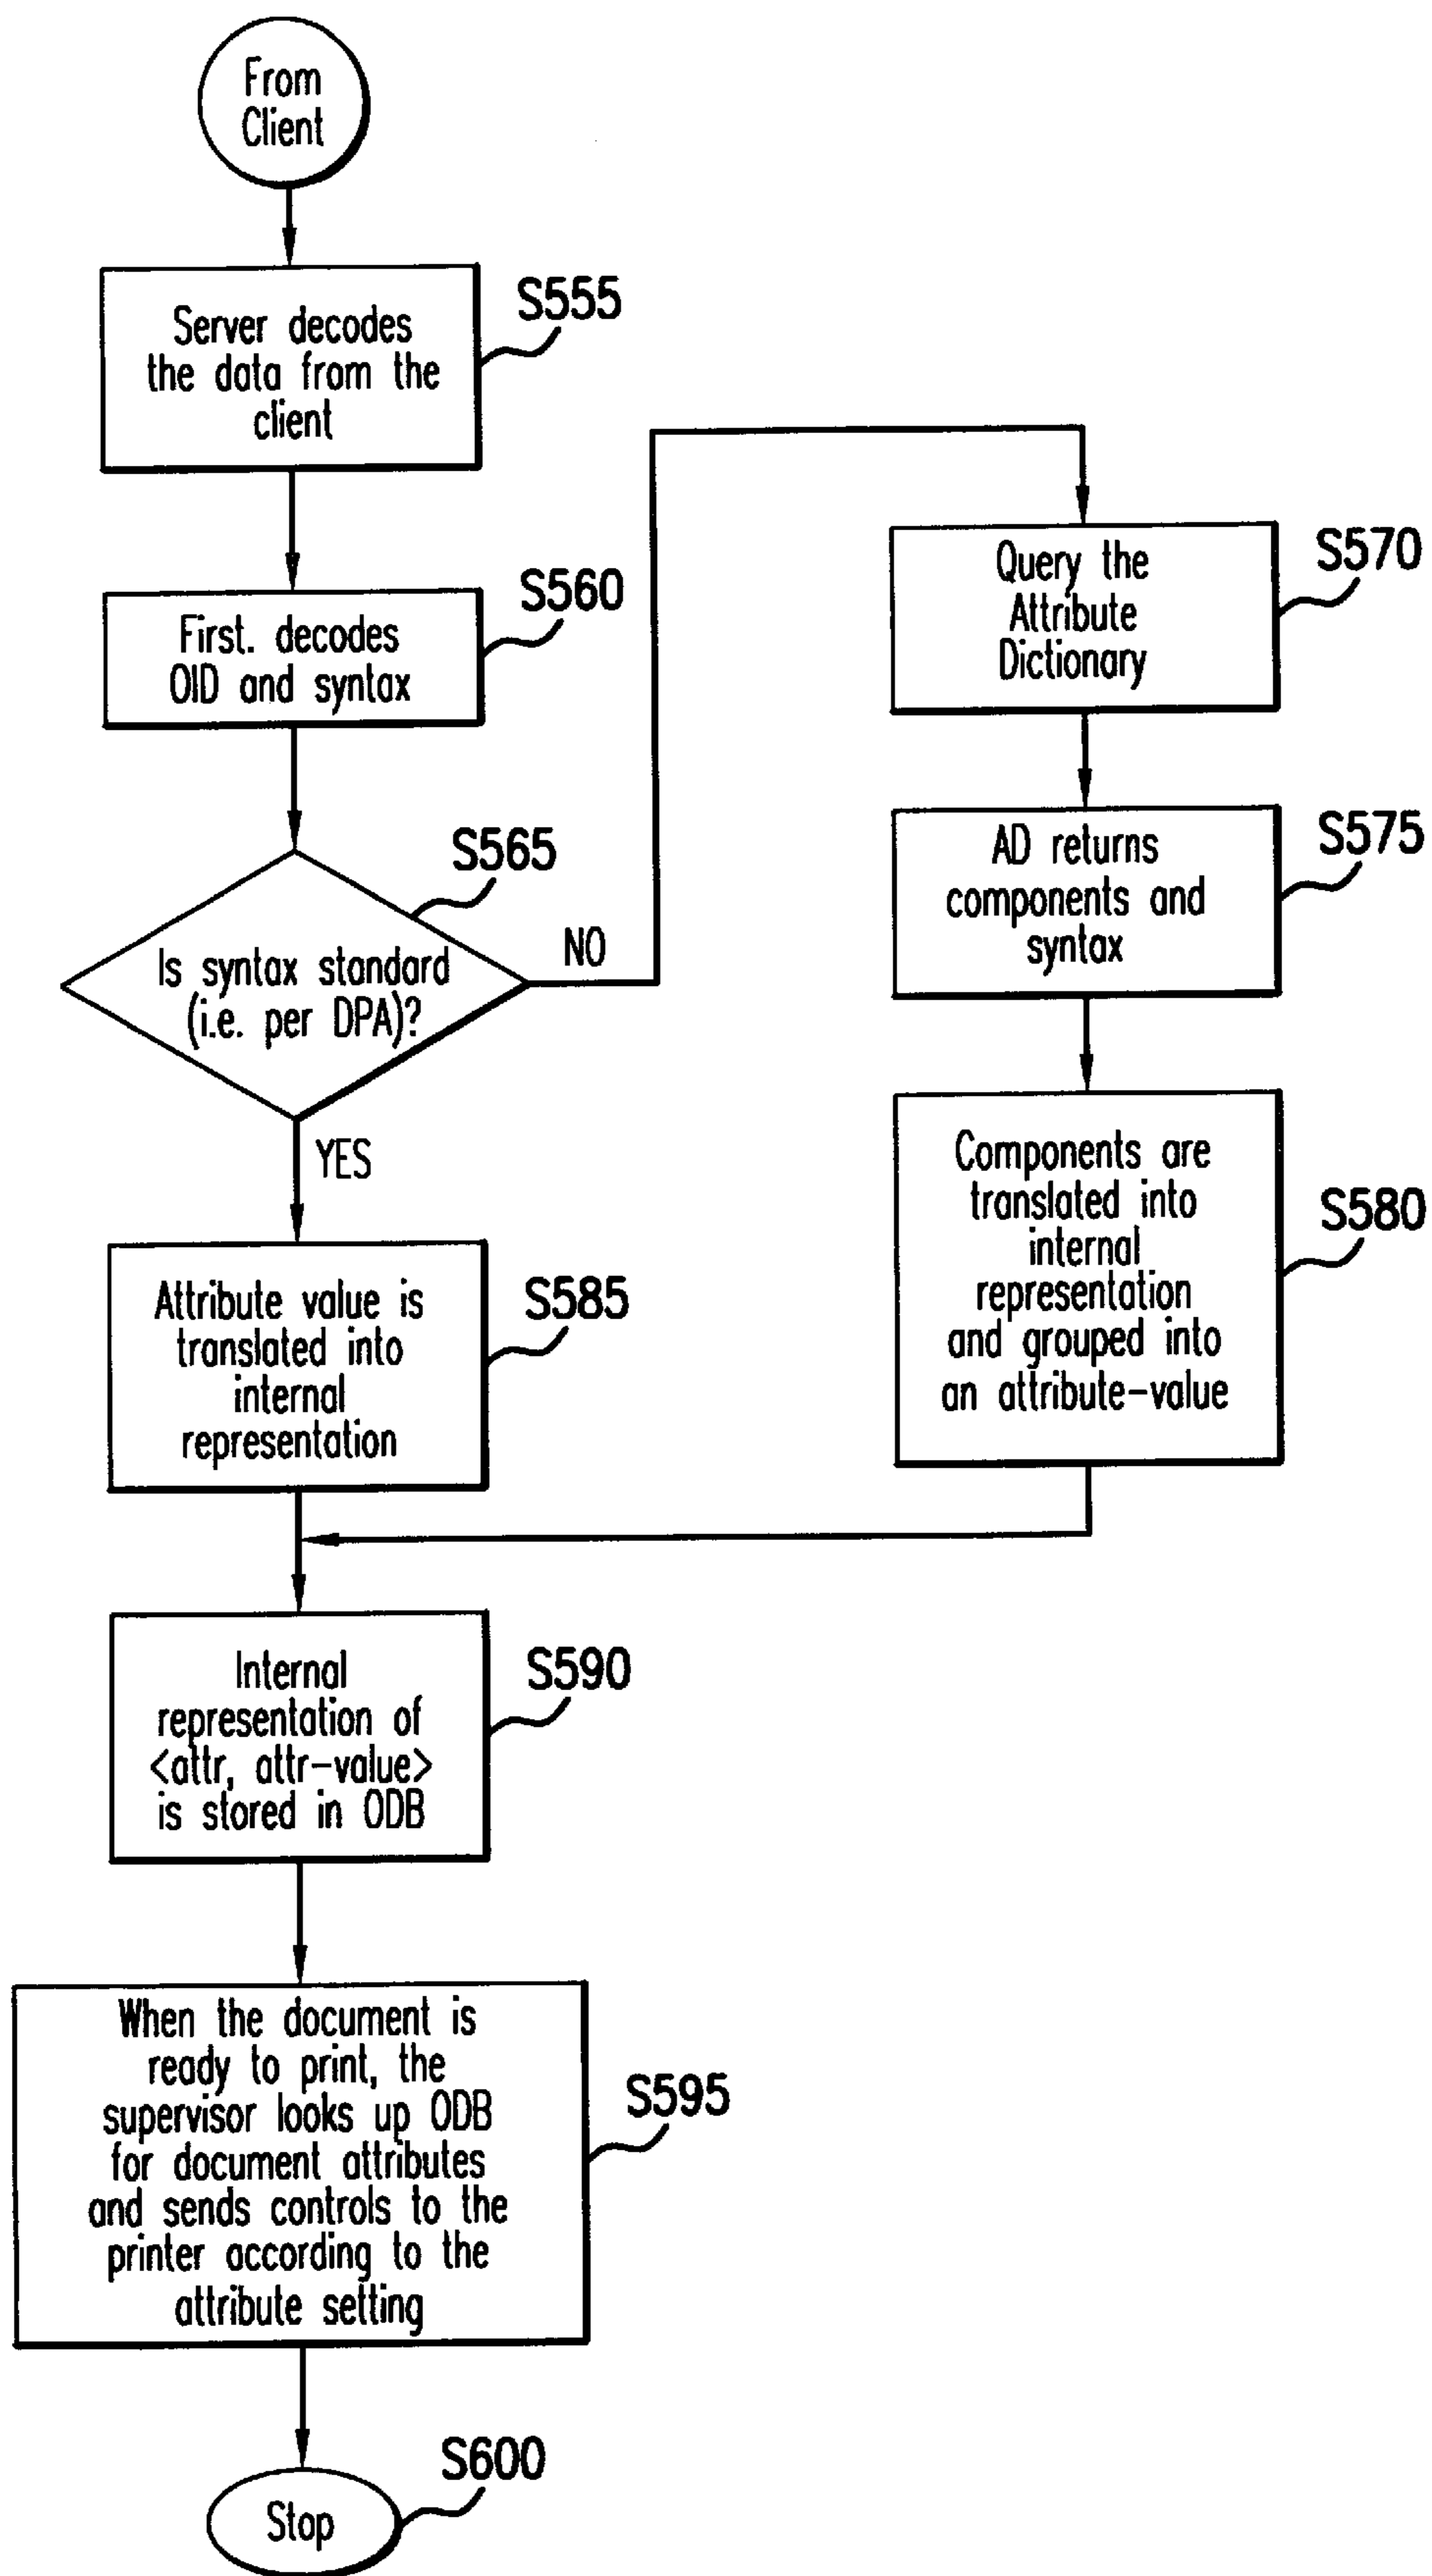 From
Client
S555
Server decodes
the data from the
client
S560
First. decodes
OID and syntax
S565
Is syntax standard
(i.e. per DPA)?
NO
YES
S570
Query the
Attribute
Dictionary
S575
AD returns
components and
syntax
S580
Components are
translated into
internal
representation
and grouped into
an attribute-value
S585
Attribute value is
translated into
internal
representation
S590
Internal
representation of
<attr, attr-value>
is stored in ODB
S595
When the document is
ready to print, the
supervisor looks up ODB
for document attributes
and sends controls to the
printer according to the
attribute setting
S600
Stop